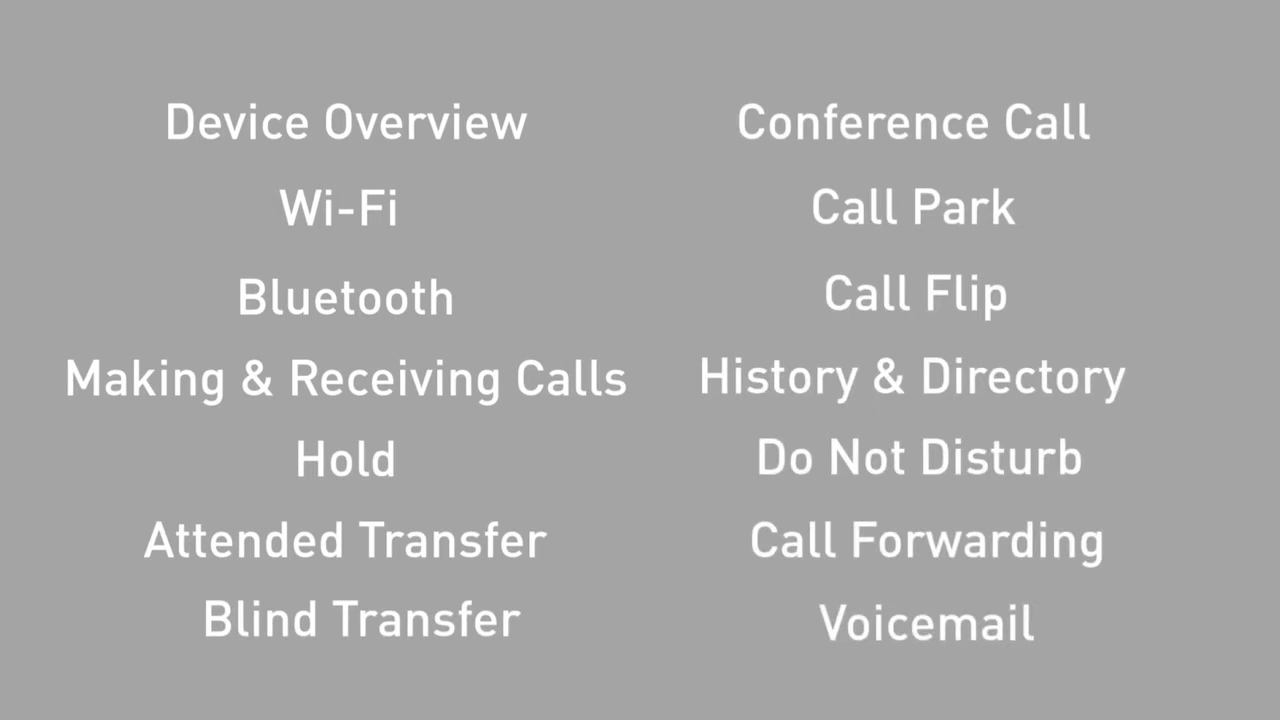 Device Overview
Wi-Fi
Bluetooth
Making & Receiving Calls
Hold
Attended Transfer
Blind Transfer
Conference Call
Call Park
Call Flip
History & Directory
Do Not Disturb
Call Forwarding
Voicemail